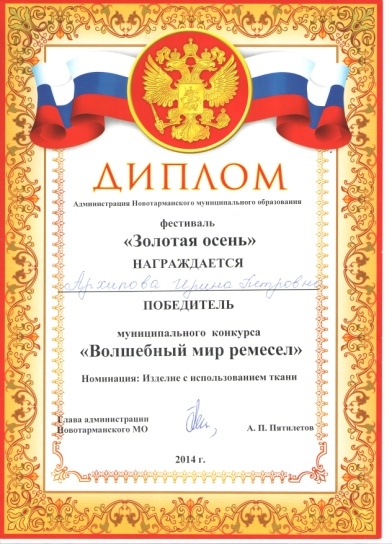 ДИПЛОМ
Администрация Новотарманского муниципального образования
фестиваль
«Золотая осень»
НАГРАЖДАЕТСЯ
Архипова Петровна
ПОБЕДИТЕЛЬ
муниципального конкурса
«Волшебный мир ремесел»
Номинация: Изделие с использованием ткани
Глава администрации
Новотарманского МО А. П. Пятилетов
2014 г.